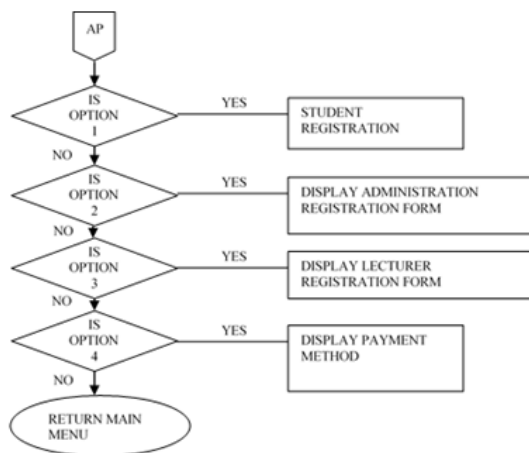 AP
IS
OPTION
1
YES
STUDENT
REGISTRATION
NO
IS
OPTION
2
YES
DISPLAY ADMINISTRATION
REGISTRATION FORM
NO
IS
OPTION
3
YES
DISPLAY LECTURER
REGISTRATION FORM
NO
IS
OPTION
4
YES
DISPLAY PAYMENT
METHOD
NO
RETURN MAIN
MENU